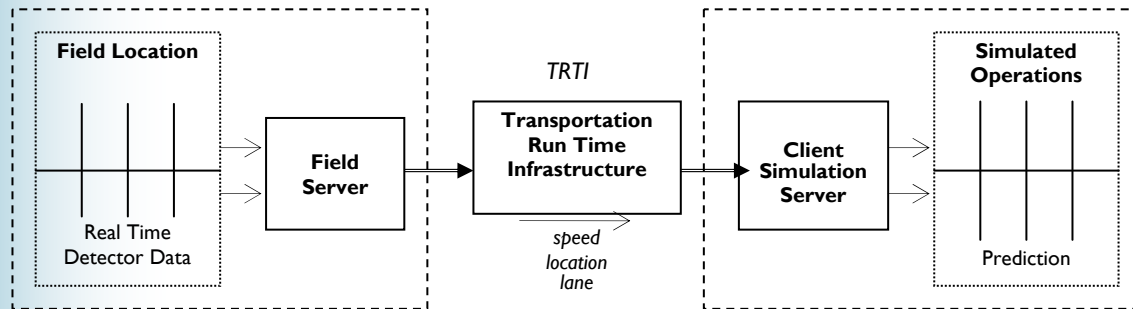 Field Location
Real Time
Detector Data
Field
Server
TRTI
Transportation
Run Time
Infrastructure
speed
location
lane
Client
Simulation
Server
Simulated
Operations
Prediction